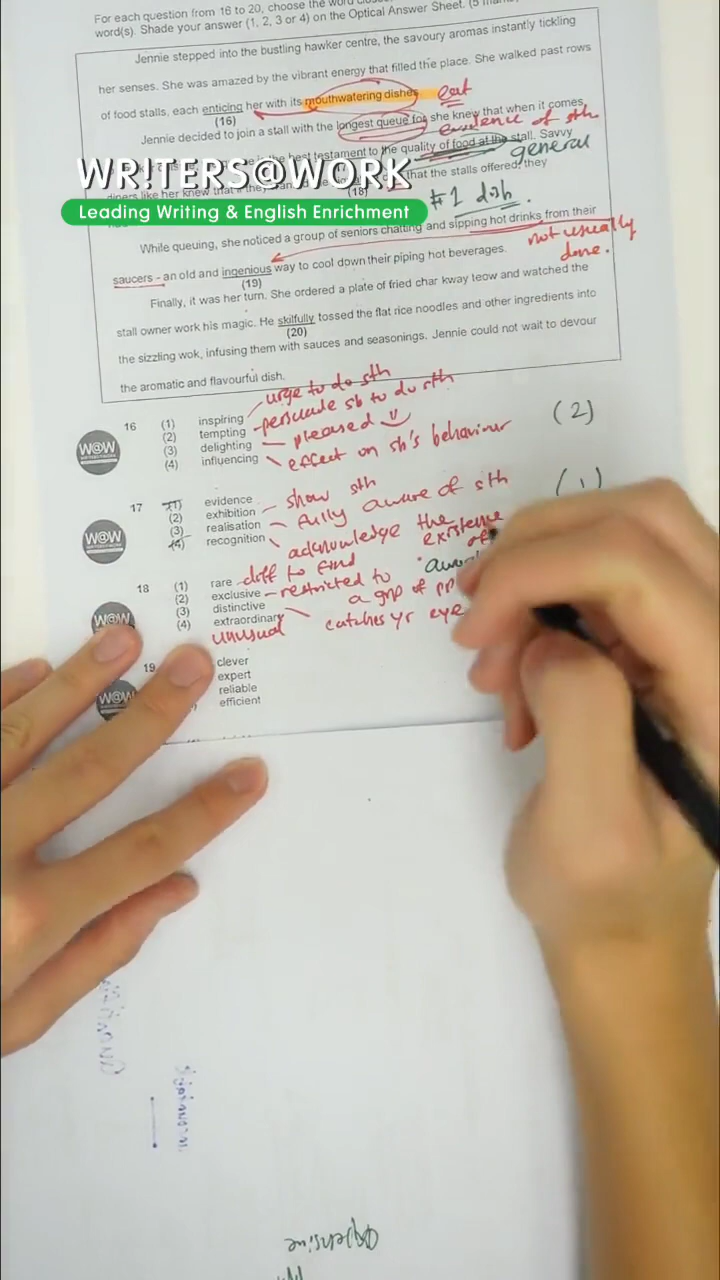 For each question from 16 to 20, choose the word
word(s). Shade your answer (1, 2, 3 or 4) on the Optical Answer Sheet. (5
Jennie stepped into the bustling hawker centre, the savoury aromas instantly tickling
her senses. She was amazed by the vibrant energy that filled the place. She walked past rows
of food stalls, each enticing her with its mouthwatering dishes eat
(16)
Jennie decided to join a stall with the longest queue for she knew that when it comes
evidence of sth
best testament to the quality of food at the stall. Savvy
general
WR!TERS@WORK
diners like her knew that if they that the stalls offered, they
(18)
#1 dish.
Leading Writing & English Enrichment
While queuing, she noticed a group of seniors chatting and sipping hot drinks from their
not usually
done.
saucers - an old and ingenious way to cool down their piping hot beverages.
(19)
Finally, it was her turn. She ordered a plate of fried char kway teow and watched the
stall owner work his magic. He skilfully tossed the flat rice noodles and other ingredients into
(20)
the sizzling wok, infusing them with sauces and seasonings. Jennie could not wait to devour
the aromatic and flavourful dish.
16 (1) inspiring urge to do sth
(2) tempting persuade sb to do sth
(3) delighting pleased
(4) influencing effect on sb's behaviour
(2)
W@W
17 (1) evidence
(2) exhibition show sth
(3) realisation fully aware of sth
(4) recognition acknowledge the existence of
(1)
W@W
18 (1) rare diff to find
(2) exclusive restricted to a grp of
(3) distinctive catches yr eye
(4) extraordinary unusual
W@W
19 clever
expert
reliable
efficient
W@W